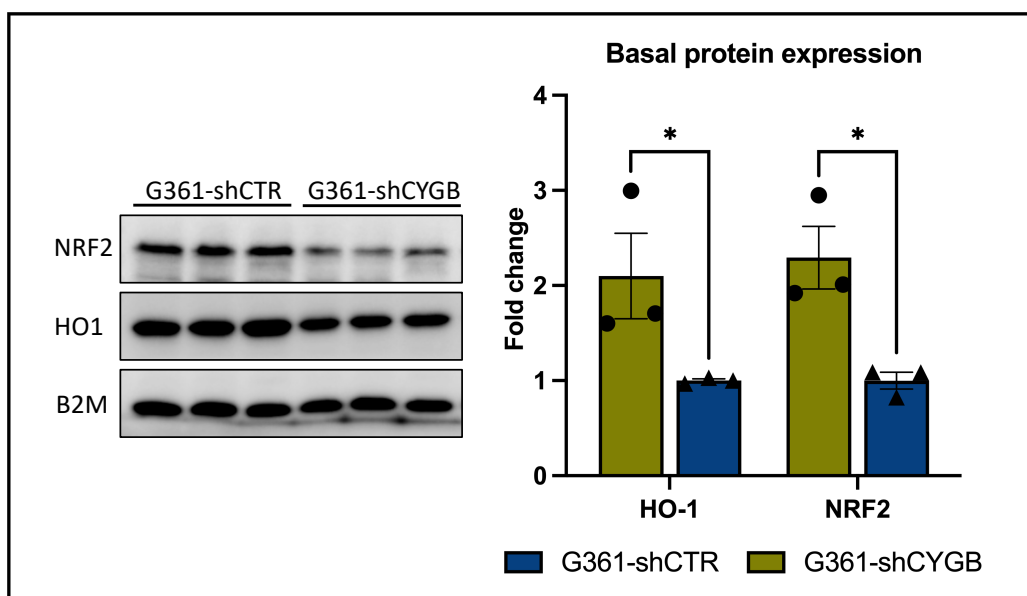 G361-shCTR G361-shCYGB
NRF2
HO1
B2M
Basal protein expression
Fold change
4
3
2
1
0
* *
HO-1 NRF2
G361-shCTR G361-shCYGB